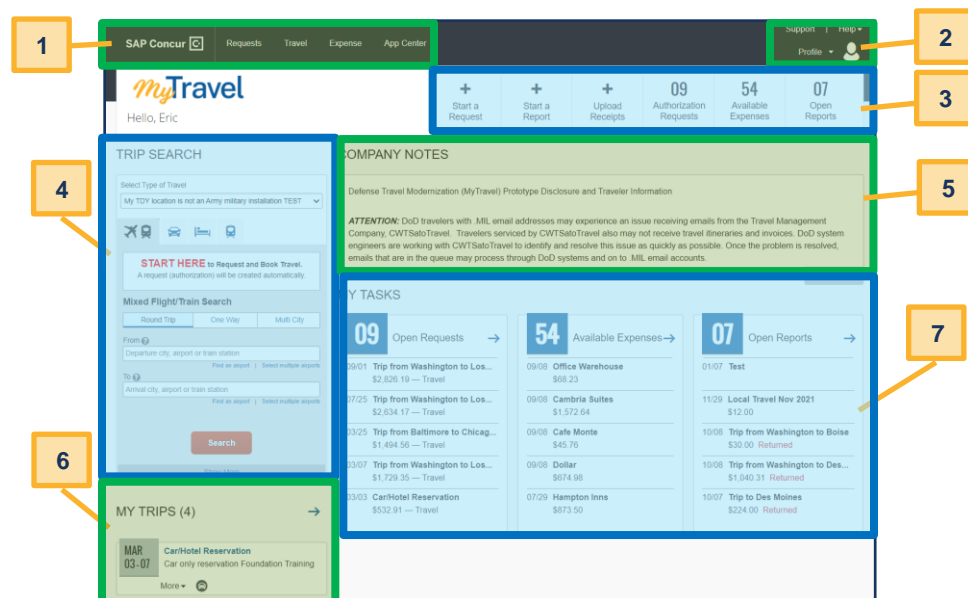 1
SAP Concur C Requests Travel Expense App Center
Support | Help
Profile
2
MyTravel
Hello, Eric
+ Start a Request
+ Start a Report
+ Upload Receipts
09 Authorization Requests
54 Available Expenses
07 Open Reports
3
4
TRIP SEARCH
Select Type of Travel
My TDY location is not an Army military installation TEST
START HERE to Request and Book Travel.
A request (authorization) will be created automatically
Mixed Flight/Train Search
Round Trip One Way Multi City
From ?
Departure city, airport or train station
Find an airport | Select multiple airports
To ?
Arrival city, airport or train station
Find an airport | Select multiple airports
Search
Show More
COMPANY NOTES
5
Defense Travel Modernization (MyTravel) Prototype Disclosure and Traveler Information
ATTENTION: DoD travelers with .MIL email addresses may experience an issue receiving emails from the Travel Management
Company, CWTSatoTravel. Travelers serviced by CWTSatoTravel also may not receive travel itineraries and invoices. DoD system
engineers are working with CWTSatoTravel to identify and resolve this issue as quickly as possible. Once the problem is resolved,
emails that are in the queue may process through DoD systems and on to .MIL email accounts.
MY TASKS
7
09 Open Requests →
09/01 Trip from Washington to Los...
$2,826.19 — Travel
07/25 Trip from Washington to Los...
$2,634.17 — Travel
03/25 Trip from Baltimore to Chicag...
$1,494.56 — Travel
03/07 Trip from Washington to Los...
$1,729.35 — Travel
03/03 Car/Hotel Reservation
$532.91 — Travel
54 Available Expenses →
09/08 Office Warehouse
$68.23
09/08 Cambria Suites
$1,572.64
09/08 Cafe Monte
$45.76
09/08 Dollar
$674.98
07/29 Hampton Inns
$873.50
07 Open Reports →
01/07 Test
11/29 Local Travel Nov 2021
$12.00
10/08 Trip from Washington to Boise
$30.00 Returned
10/08 Trip from Washington to Des...
$1,040.31 Returned
10/07 Trip to Des Moines
$224.00 Returned
6
MY TRIPS (4) →
MAR
03-07
Car/Hotel Reservation
Car only reservation Foundation Training
More